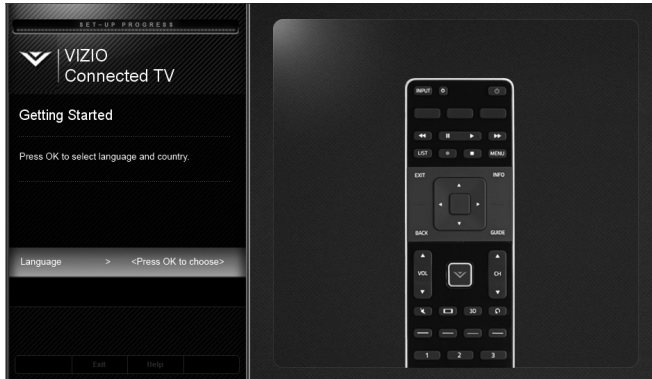 SET-UP PROGRESS
VIZIO
Connected TV
Getting Started
Press OK to select language and country.
Language > <Press OK to choose>
Exit Help
INPUT
LIST MENU
EXIT INFO
BACK GUIDE
VOL CH
3D
1 2 3